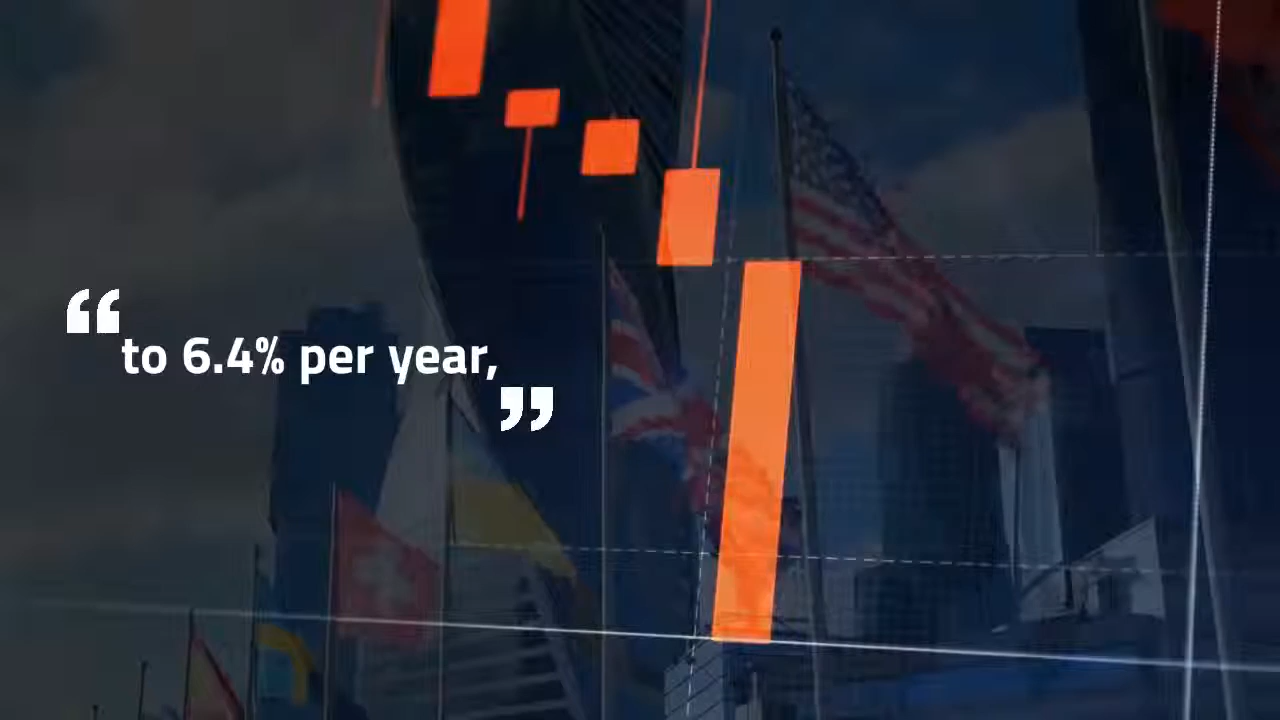 “to 6.4% per year,”